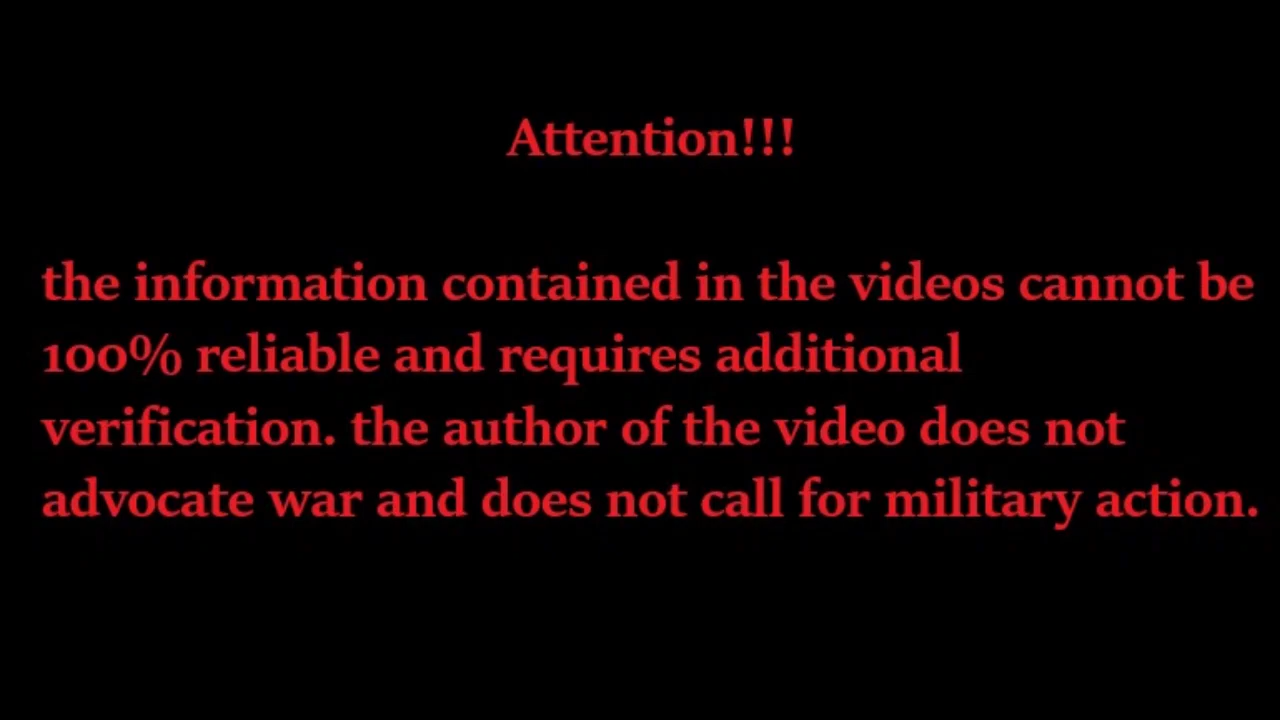 Attention!!!
the information contained in the videos cannot be
100% reliable and requires additional
verification. the author of the video does not
advocate war and does not call for military action.